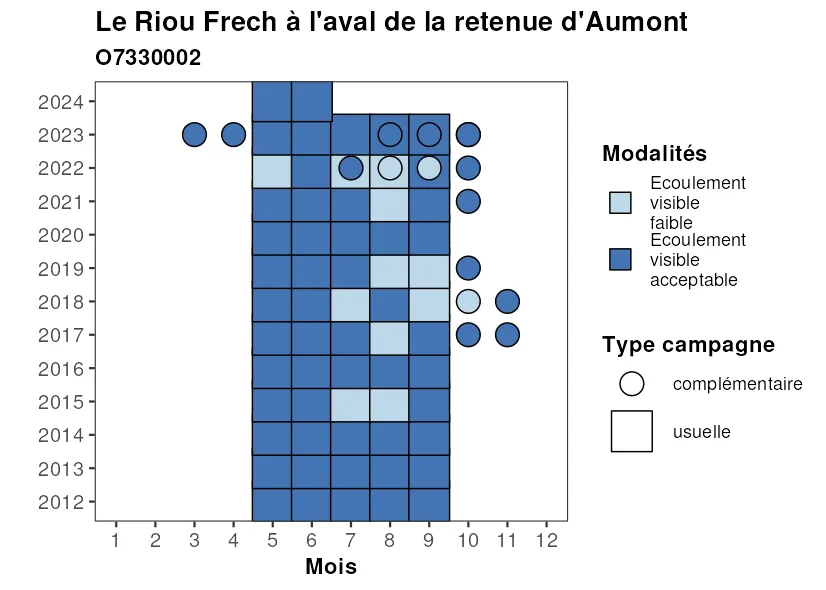 Le Riou Frech à l'aval de la retenue d'Aumont
O7330002
2024
2023
2022
2021
2020
2019
2018
2017
2016
2015
2014
2013
2012
1 2 3 4 5 6 7 8 9 10 11 12
Mois
Modalités
Ecoulement
visible
faible
Ecoulement
visible
acceptable
Type campagne
complémentaire
usuelle